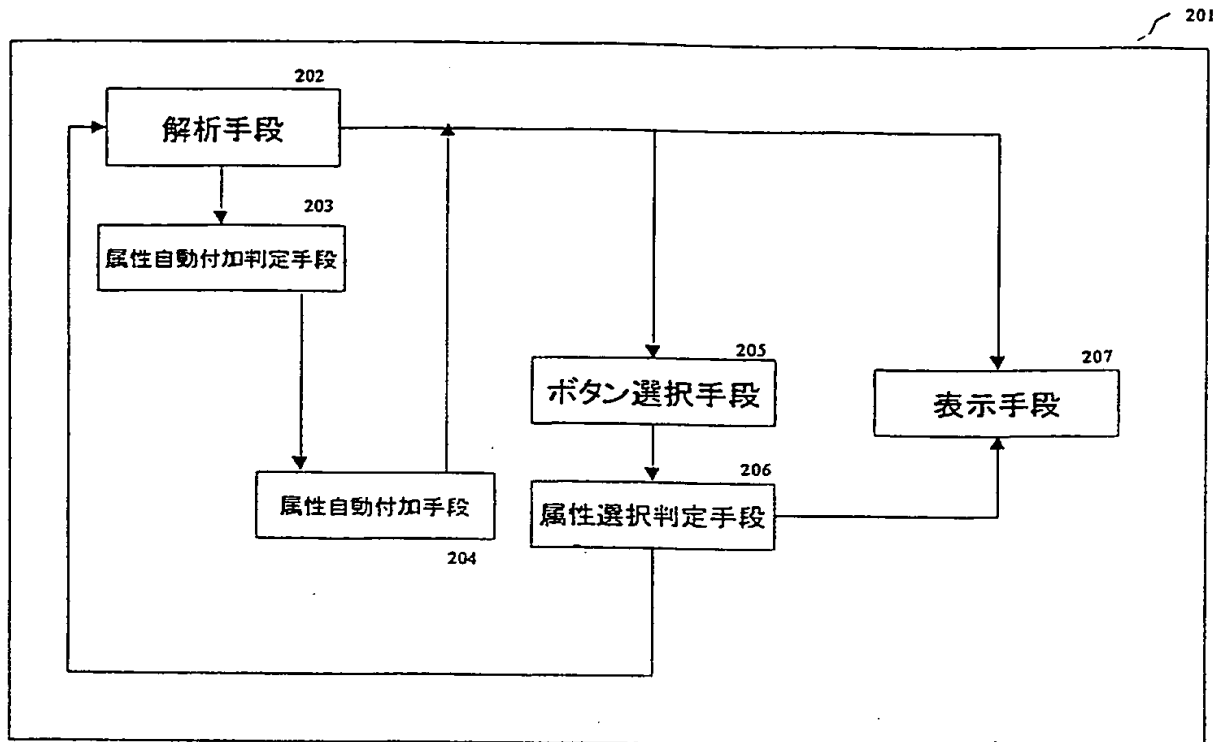 201
202
解析手段
203
属性自動付加判定手段
205
ボタン選択手段
207
表示手段
206
属性選択判定手段
属性自動付加手段
204